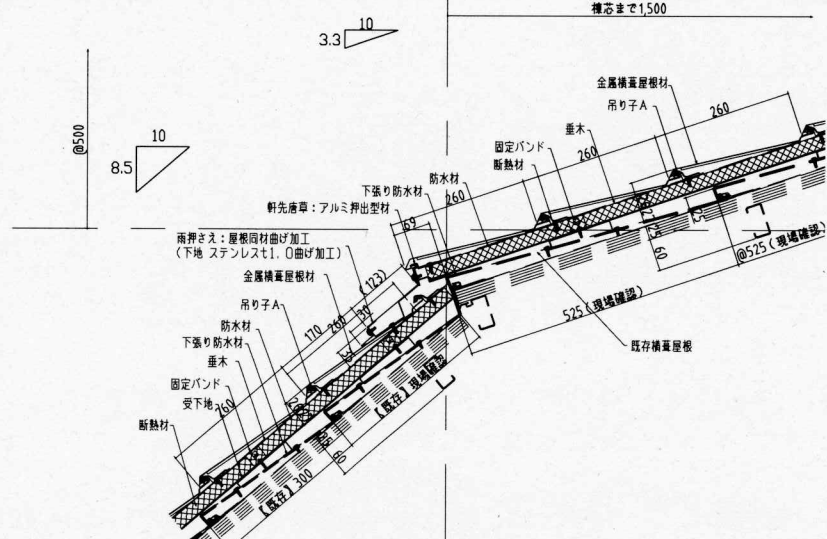 棟芯まで1,500
10
3.3
@500
10
8.5
金属横葺屋根材
吊り子A
260
垂木
固定バンド
断熱材
260
防水材
下張り防水材
260
軒先唐草：アルミ押出型材
69
雨押さえ：屋根同材曲げ加工
(下地 ステンレスt1.0曲げ加工)
金属横葺屋根材
(123)
吊り子A
30
170
260
防水材
下張り防水材
垂木
固定バンド
受下地
260
断熱材
25
60
25
@525(現場確認)
525(現場確認)
既存横葺屋根
【既存】現場確認
60
【既存】300